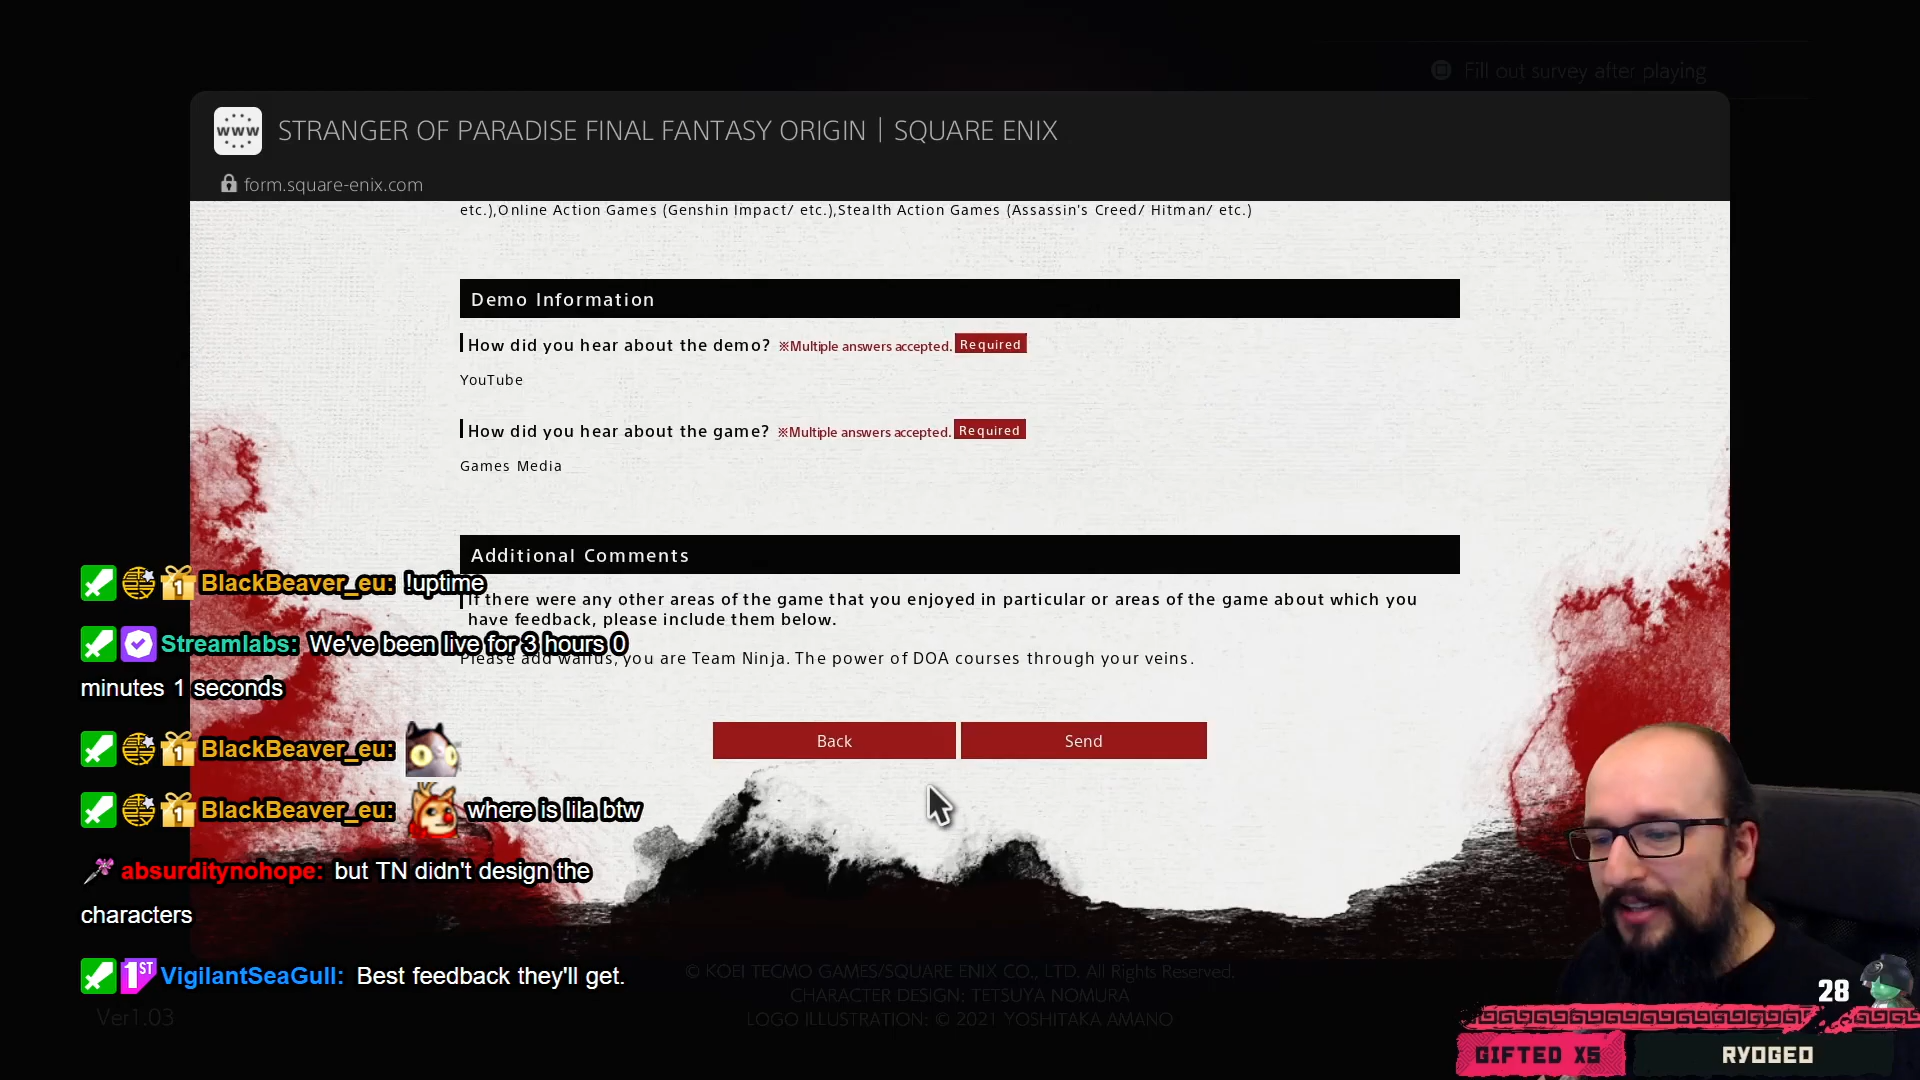 Fill out survey after playing
www
STRANGER OF PARADISE FINAL FANTASY ORIGIN | SQUARE ENIX
form.square-enix.com
etc.),Online Action Games (Genshin Impact/ etc.),Stealth Action Games (Assassin's Creed/ Hitman/ etc.)
Demo Information
How did you hear about the demo? ※Multiple answers accepted. Required
YouTube
How did you hear about the game? ※Multiple answers accepted. Required
Games Media
Additional Comments
If there were any other areas of the game that you enjoyed in particular or areas of the game about which you
have feedback, please include them below.
Please add waifus, you are Team Ninja. The power of DOA courses through your veins.
Back Send
1 BlackBeaver_eu: !uptime
Streamlabs: We've been live for 3 hours 0
minutes 1 seconds
1 BlackBeaver_eu:
1 BlackBeaver_eu: where is lila btw
absurditynohope: but TN didn't design the
characters
1ST VigilantSeaGull: Best feedback they'll get.
© KOEI TECMO GAMES/SQUARE ENIX CO., LTD. All Rights Reserved.
CHARACTER DESIGN: TETSUYA NOMURA
LOGO ILLUSTRATION: © 2021 YOSHITAKA AMANO
Ver1.03
28
GIFTED X5 RYOGEO